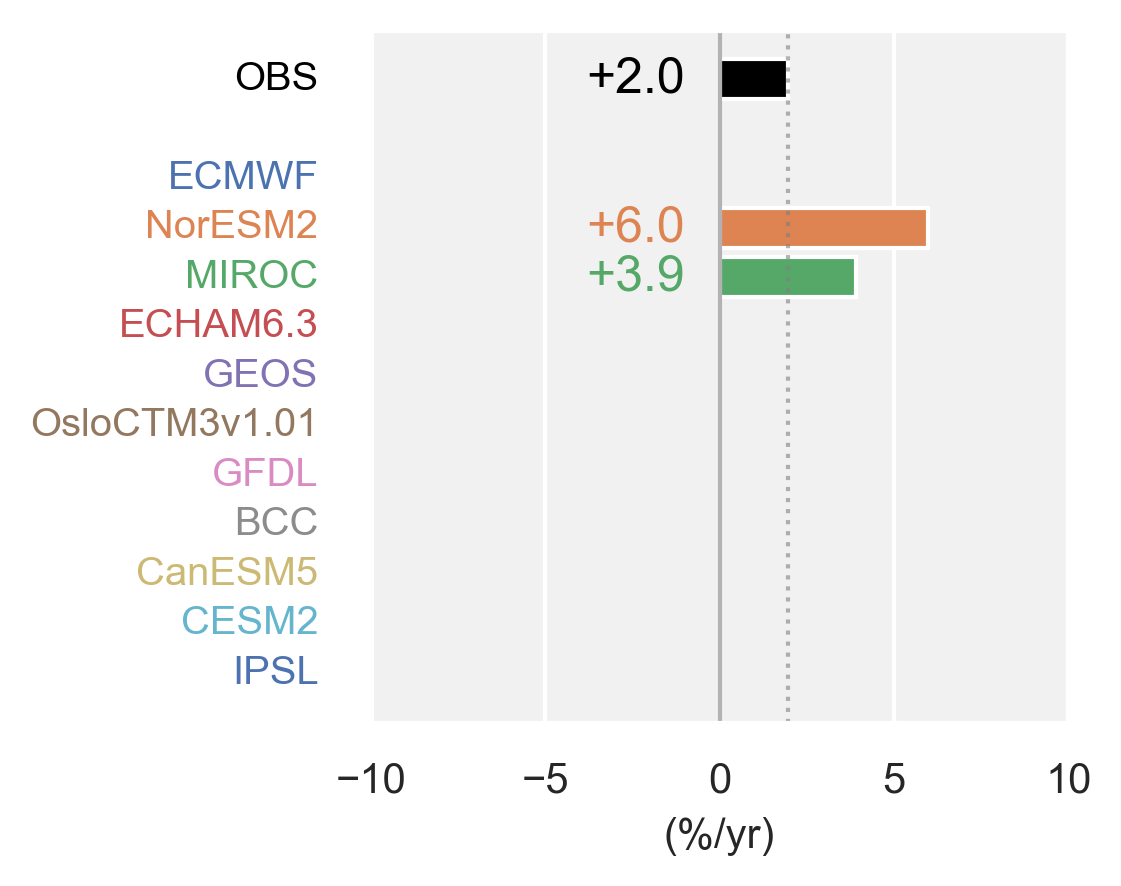 OBS +2.0
ECMWF
NorESM2 +6.0
MIROC +3.9
ECHAM6.3
GEOS
OsloCTM3v1.01
GFDL
BCC
CanESM5
CESM2
IPSL
−10 −5 0 5 10
(%/yr)